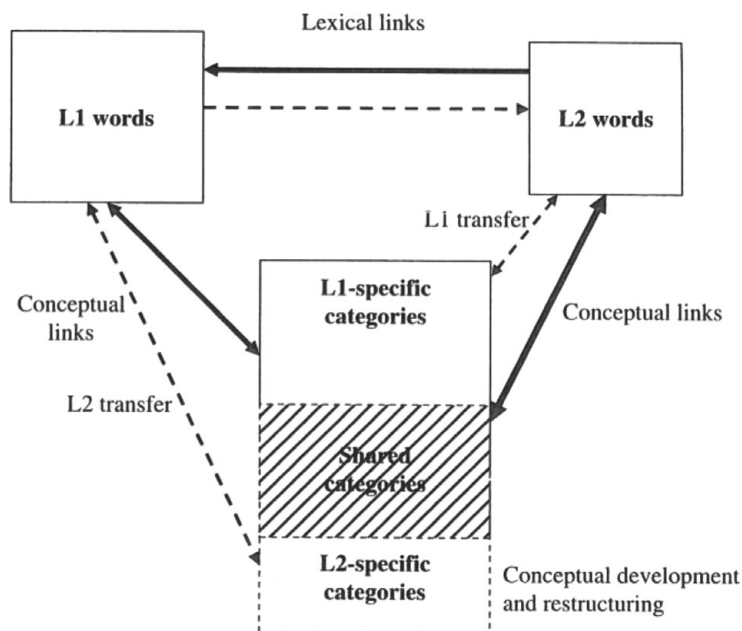 Lexical links
L1 words
L2 words
L1 transfer
L1-specific
categories
Conceptual
links
Conceptual links
L2 transfer
Shared
categories
L2-specific
categories
Conceptual development
and restructuring